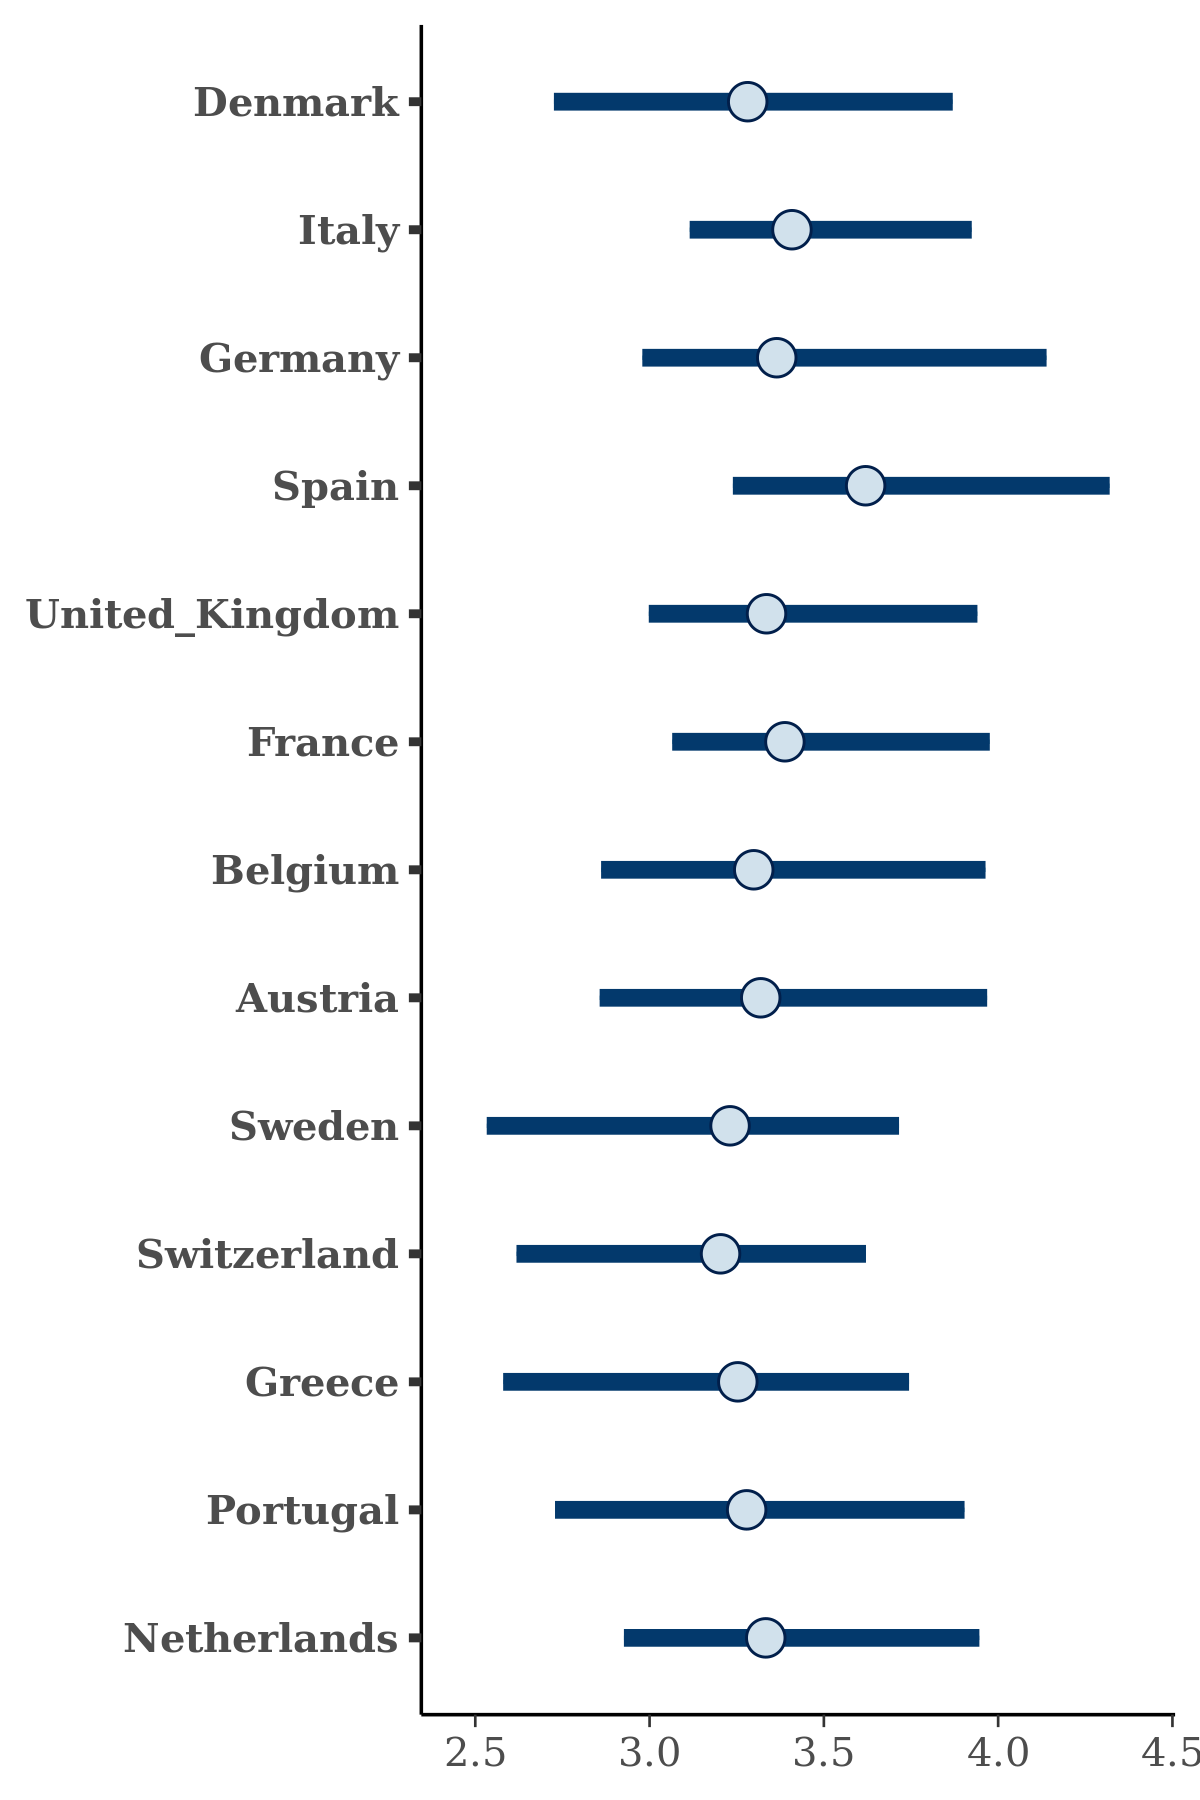 Denmark
Italy
Germany
Spain
United_Kingdom
France
Belgium
Austria
Sweden
Switzerland
Greece
Portugal
Netherlands
2.5 3.0 3.5 4.0 4.5